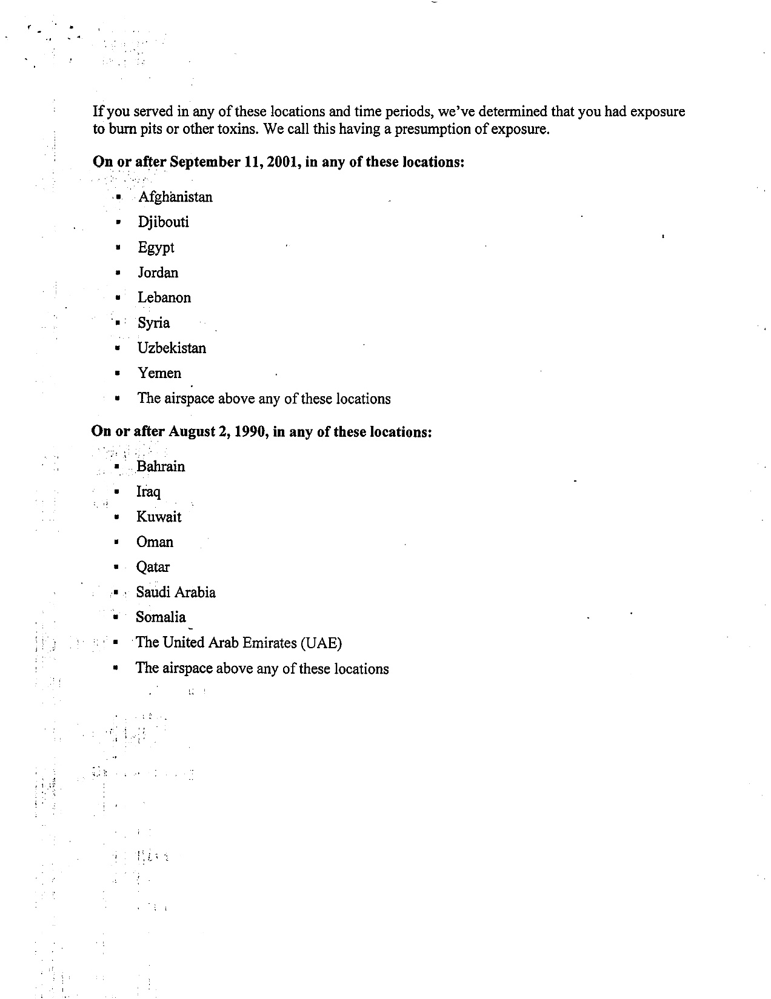 If you served in any of these locations and time periods, we've determined that you had exposure
to burn pits or other toxins. We call this having a presumption of exposure.
On or after September 11, 2001, in any of these locations:
▪ Afghanistan
▪ Djibouti
▪ Egypt
▪ Jordan
▪ Lebanon
▪ Syria
▪ Uzbekistan
▪ Yemen
▪ The airspace above any of these locations
On or after August 2, 1990, in any of these locations:
▪ Bahrain
▪ Iraq
▪ Kuwait
▪ Oman
▪ Qatar
▪ Saudi Arabia
▪ Somalia
▪ The United Arab Emirates (UAE)
▪ The airspace above any of these locations